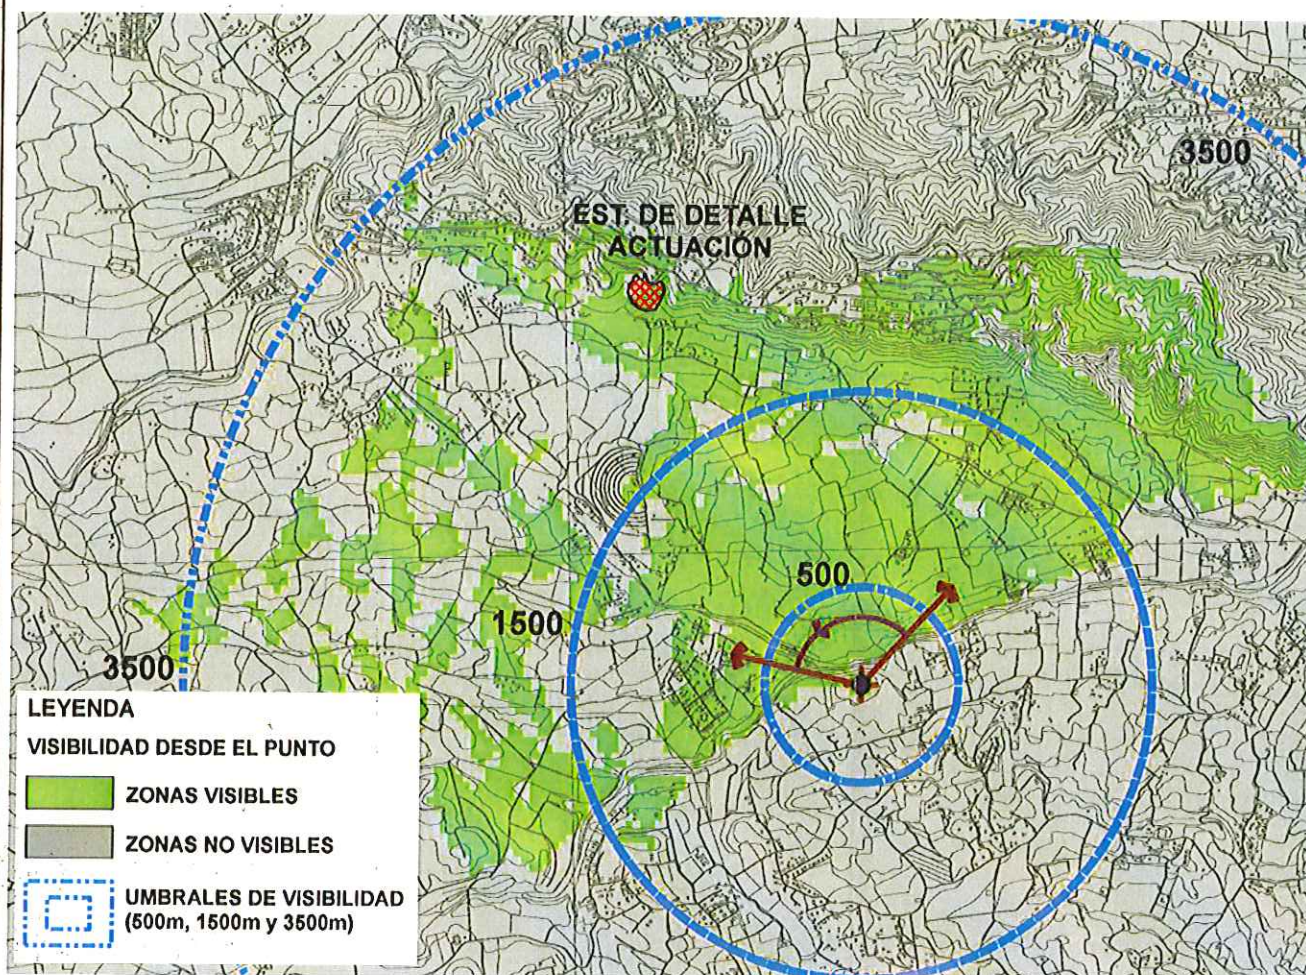 3500
EST. DE DETALLE
ACTUACIÓN
500
1500
3500
LEYENDA
VISIBILIDAD DESDE EL PUNTO
ZONAS VISIBLES
ZONAS NO VISIBLES
UMBRALES DE VISIBILIDAD
(500m, 1500m y 3500m)